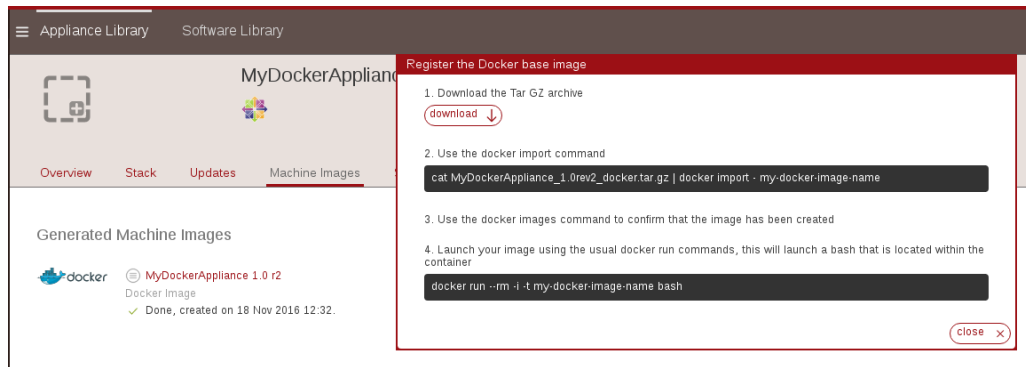 Appliance Library
Software Library
MyDockerApplianc
Overview
Stack
Updates
Machine Images
Generated Machine Images
docker
MyDockerAppliance 1.0 r2
Docker Image
Done, created on 18 Nov 2016 12:32.
Register the Docker base image
1. Download the Tar GZ archive
download
2. Use the docker import command
cat MyDockerAppliance_1.0rev2_docker.tar.gz | docker import - my-docker-image-name
3. Use the docker images command to confirm that the image has been created
4. Launch your image using the usual docker run commands, this will launch a bash that is located within the
container
docker run --rm -i -t my-docker-image-name bash
close